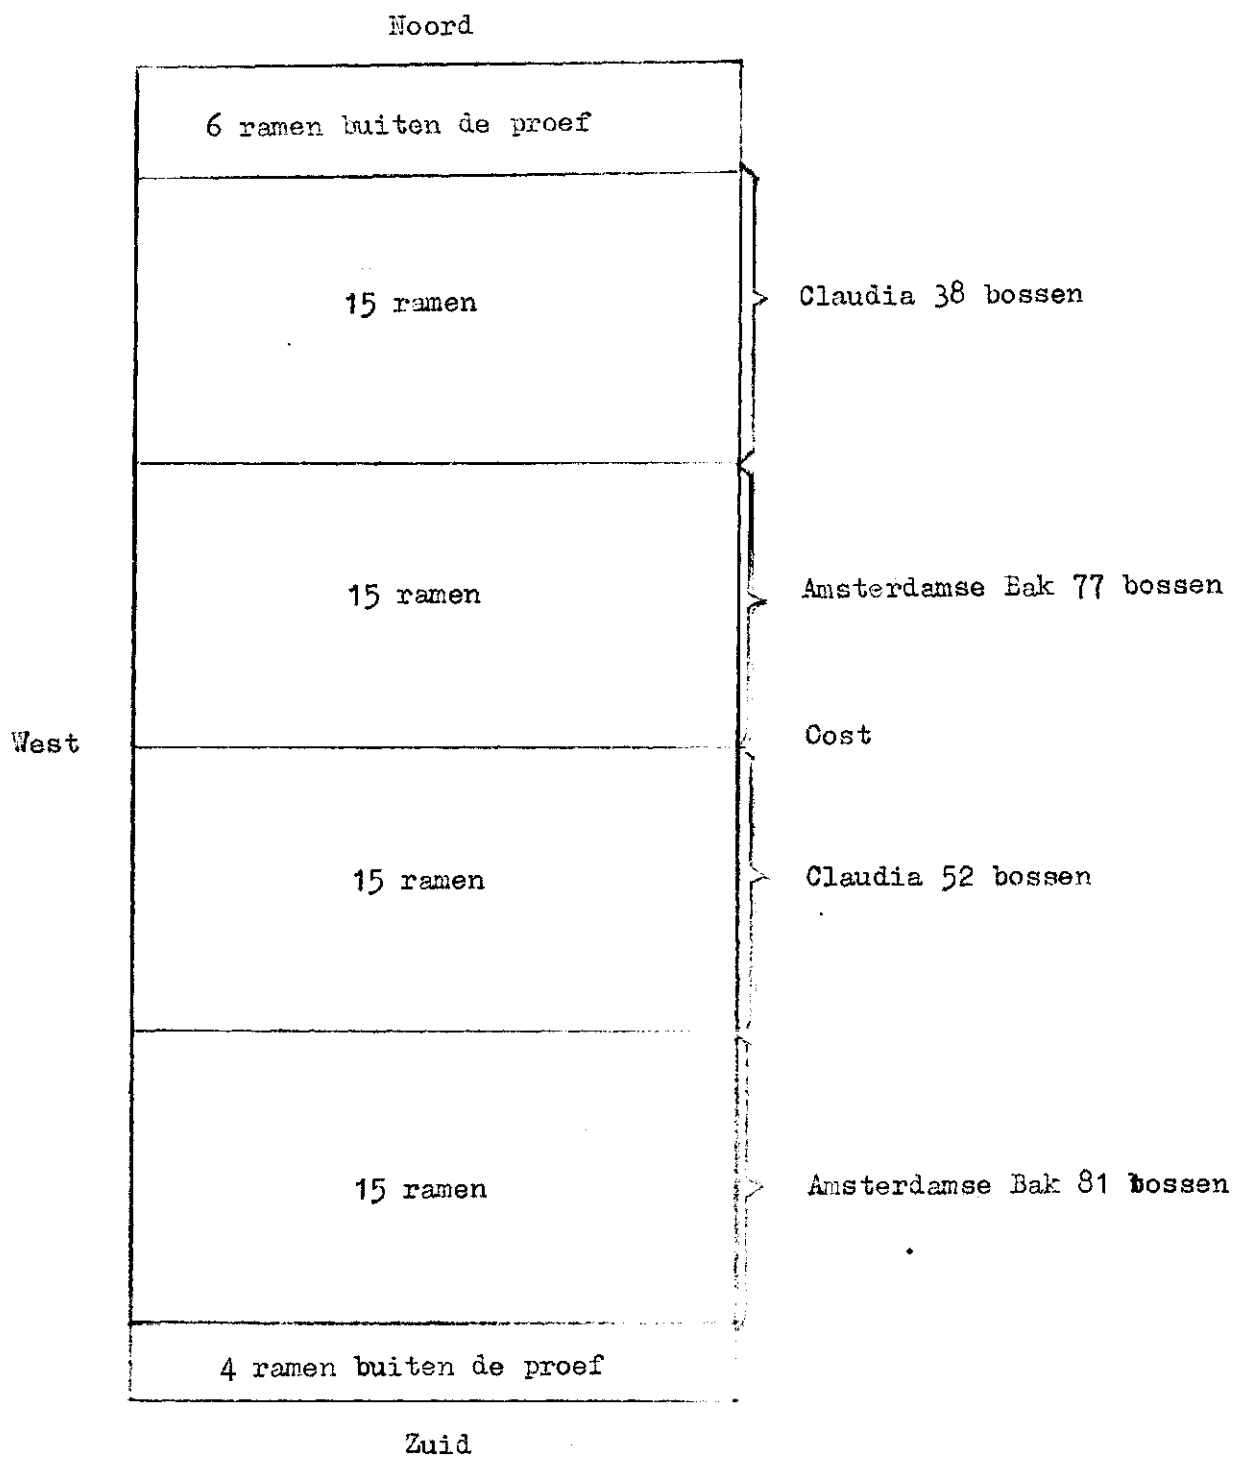 Noord
6 ramen buiten de proef
15 ramen
Claudia 38 bossen
15 ramen
Amsterdamse Bak 77 bossen
West
Oost
15 ramen
Claudia 52 bossen
15 ramen
Amsterdamse Bak 81 bossen
4 ramen buiten de proef
Zuid